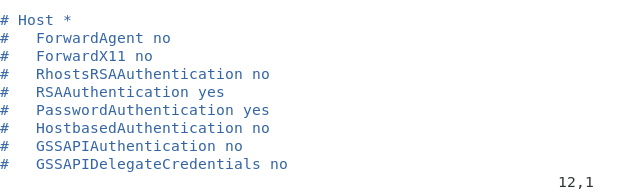 # Host *
#   ForwardAgent no
#   ForwardX11 no
#   RhostsRSAAuthentication no
#   RSAAuthentication yes
#   PasswordAuthentication yes
#   HostbasedAuthentication no
#   GSSAPIAuthentication no
#   GSSAPIDelegateCredentials no
12,1